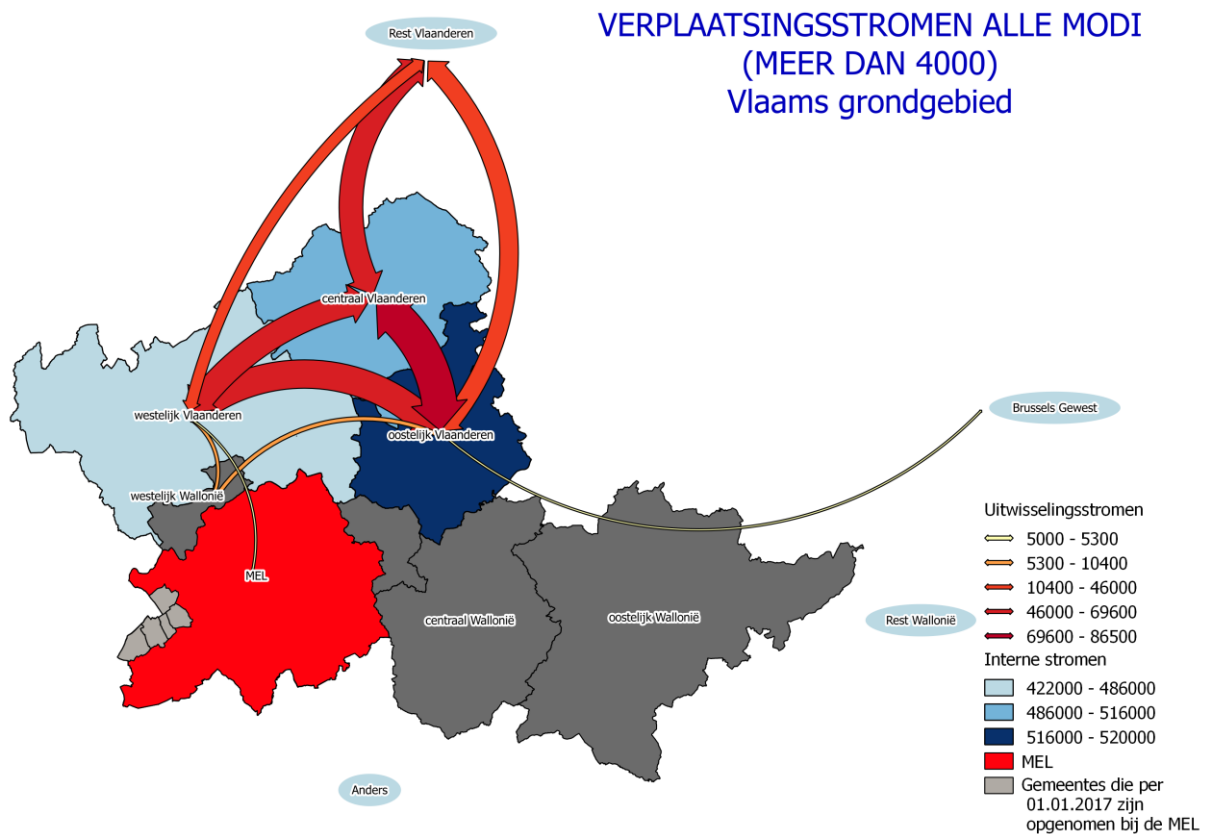 VERPLAATSINGSSTROMEN ALLE MODI
(MEER DAN 4000)
Vlaams grondgebied
Rest Vlaanderen
centraal Vlaanderen
westelijk Vlaanderen
oostelijk Vlaanderen
Brussels Gewest
westelijk Wallonië
MEL
centraal Wallonië
oostelijk Wallonië
Rest Wallonië
Anders
Uitwisselingsstromen
5000 - 5300
5300 - 10400
10400 - 46000
46000 - 69600
69600 - 86500
Interne stromen
422000 - 486000
486000 - 516000
516000 - 520000
MEL
Gemeentes die per
01.01.2017 zijn
opgenomen bij de MEL